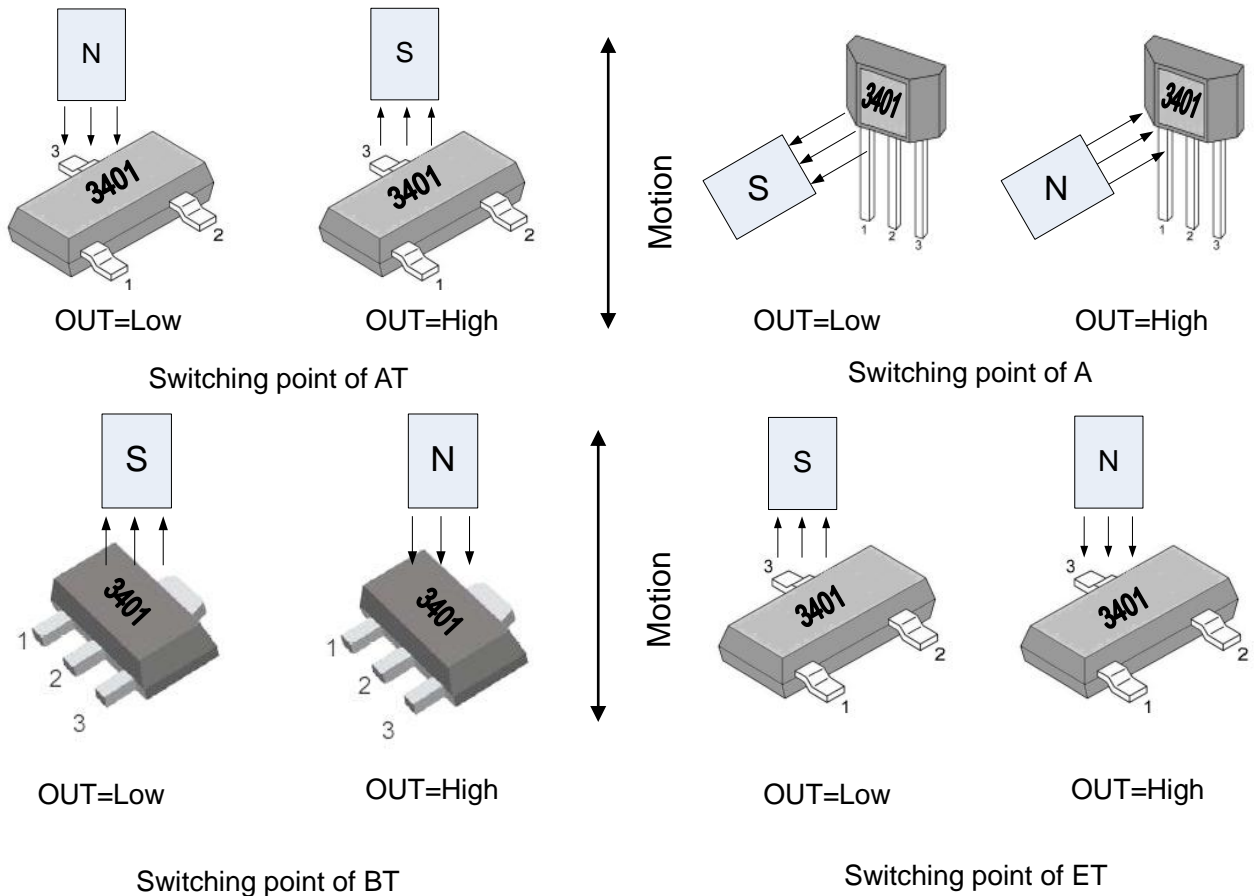 N
S
3
3401
2
1
3
3401
2
1
OUT=Low
OUT=High
Switching point of AT
Motion
3401
S
1 2 3
3401
N
1 2 3
OUT=Low
OUT=High
Switching point of A
S
N
3401
1
2
3
3401
1
2
3
OUT=Low
OUT=High
Switching point of BT
Motion
S
N
3
3401
2
1
3
3401
2
1
OUT=Low
OUT=High
Switching point of ET